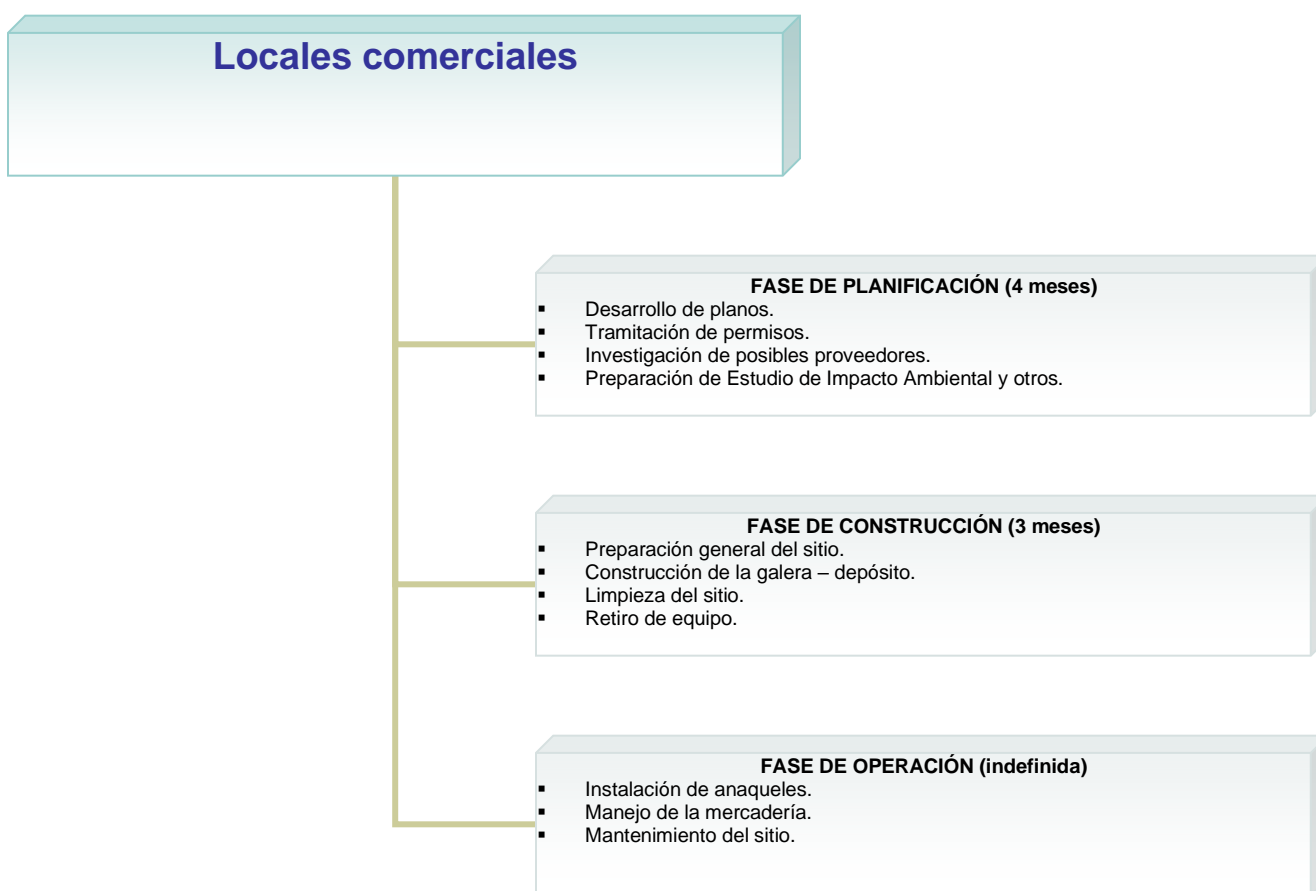 Locales comerciales
FASE DE PLANIFICACIÓN (4 meses)
▪ Desarrollo de planos.
▪ Tramitación de permisos.
▪ Investigación de posibles proveedores.
▪ Preparación de Estudio de Impacto Ambiental y otros.
FASE DE CONSTRUCCIÓN (3 meses)
▪ Preparación general del sitio.
▪ Construcción de la galera – depósito.
▪ Limpieza del sitio.
▪ Retiro de equipo.
FASE DE OPERACIÓN (indefinida)
▪ Instalación de anaqueles.
▪ Manejo de la mercadería.
▪ Mantenimiento del sitio.